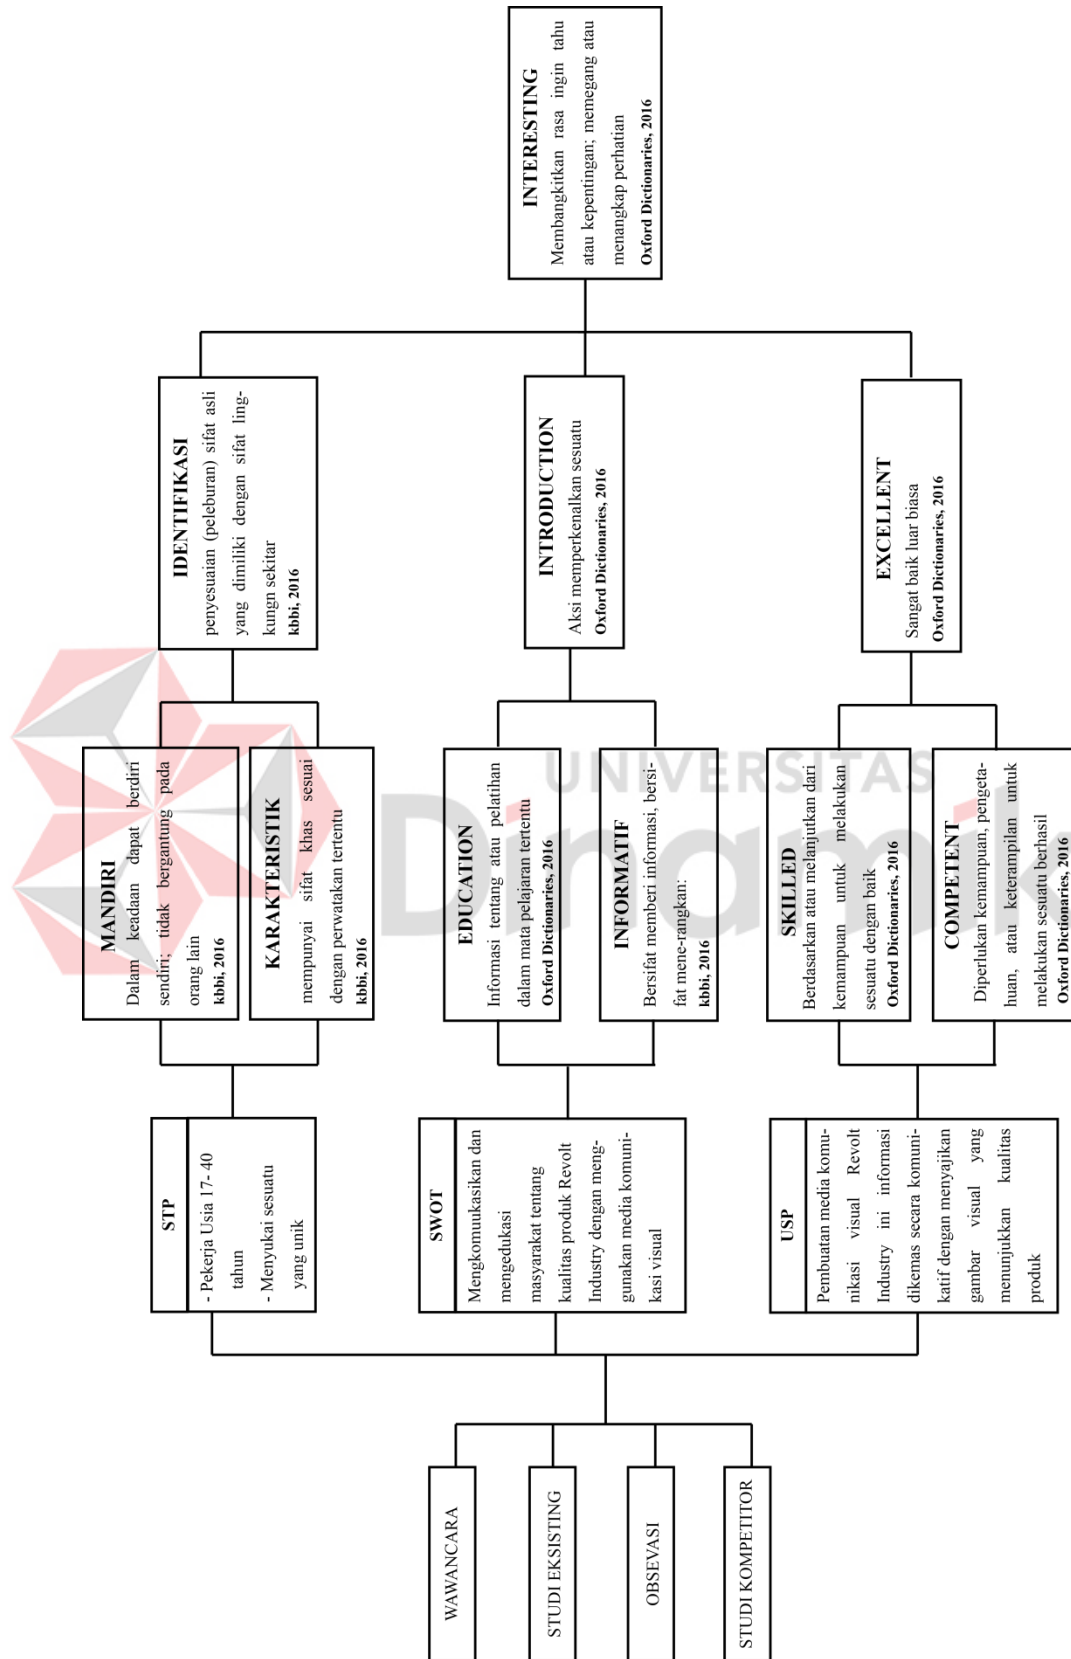 WAWANCARA
STUDI EKSISTING
OBSEVASI
STUDI KOMPETITOR
STP
- Pekerja Usia 17- 40
tahun
- Menyukai sesuatu
yang unik
SWOT
Mengkomuukasikan dan
mengedukasi
masyarakat tentang
kualitas produk Revolt
Industry dengan meng-
gunakan media komuni-
kasi visual
USP
Pembuatan media komu-
nikasi visual Revolt
Industry ini informasi
dikemas secara komuni-
katif dengan menyajikan
gambar visual yang
menunjukkan kualitas
produk
MANDIRI
Dalam keadaan dapat berdiri
sendiri; tidak bergantung pada
orang lain
kbbi, 2016
KARAKTERISTIK
mempunyai sifat khas sesuai
dengan perwatakan tertentu
kbbi, 2016
EDUCATION
Informasi tentang atau pelatihan
dalam mata pelajaran tertentu
Oxford Dictionaries, 2016
INFORMATIF
Bersifat memberi informasi, bersi-
fat mene-rangkan:
kbbi, 2016
SKILLED
Berdasarkan atau melanjutkan dari
kemampuan untuk melakukan
sesuatu dengan baik
Oxford Dictionaries, 2016
COMPETENT
Diperlukan kemampuan, pengeta-
huan, atau keterampilan untuk
melakukan sesuatu berhasil
Oxford Dictionaries, 2016
IDENTIFIKASI
penyesuaian (peleburan) sifat asli
yang dimiliki dengan sifat ling-
kungn sekitar
kbbi, 2016
INTRODUCTION
Aksi memperkenalkan sesuatu
Oxford Dictionaries, 2016
EXCELLENT
Sangat baik luar biasa
Oxford Dictionaries, 2016
INTERESTING
Membangkitkan rasa ingin tahu
atau kepentingan; memegang atau
menangkap perhatian
Oxford Dictionaries, 2016
UNIVERSITAS
Dinamik